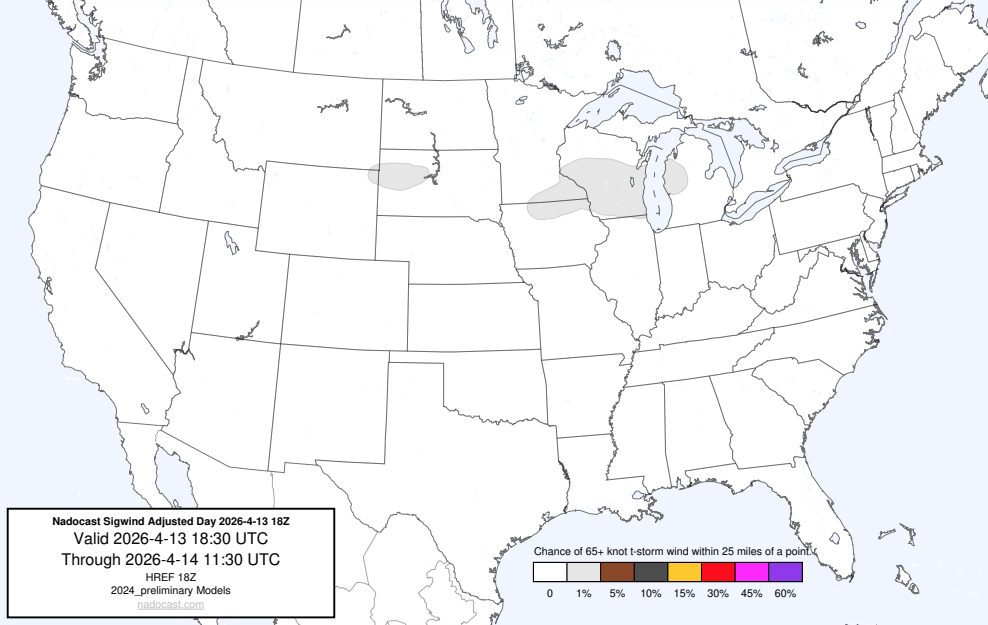 Nadocast Sigwind Adjusted Day 2026-4-13 18Z
Valid 2026-4-13 18:30 UTC
Through 2026-4-14 11:30 UTC
HREF 18Z
2024_preliminary Models
nadocast.com
Chance of 65+ knot t-storm wind within 25 miles of a point.
0 1% 5% 10% 15% 30% 45% 60%